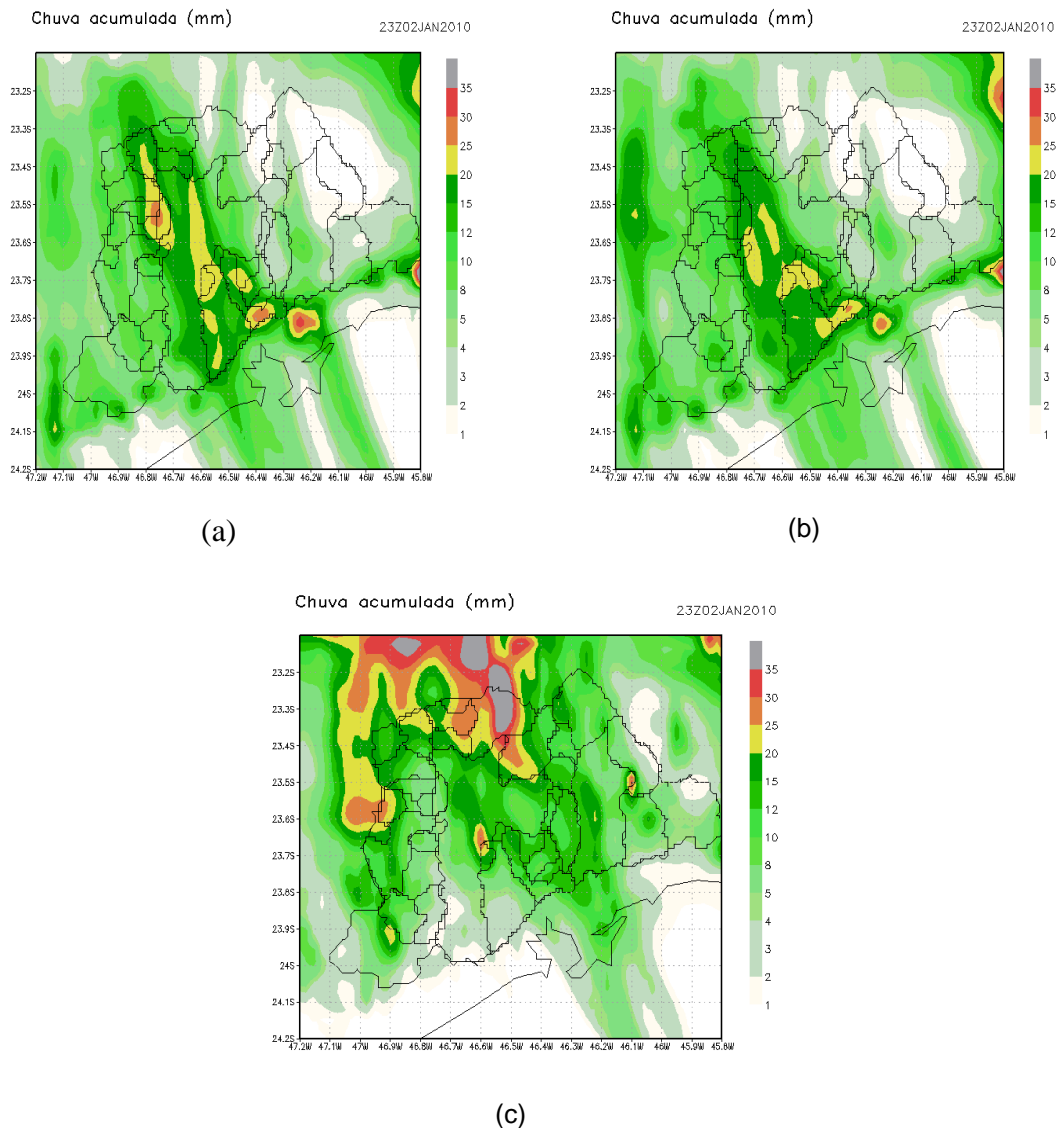 Chuva acumulada (mm)
23Z02JAN2010
23.2S
23.3S
23.4S
23.5S
23.6S
23.7S
23.8S
23.9S
24S
24.1S
24.2S
47.2W 47.1W 47W 46.9W 46.8W 46.7W 46.6W 46.5W 46.4W 46.3W 46.2W 46.1W 46W 45.9W 45.8W
35
30
25
20
15
12
10
8
5
4
3
2
1
(a)
Chuva acumulada (mm)
23Z02JAN2010
23.2S
23.3S
23.4S
23.5S
23.6S
23.7S
23.8S
23.9S
24S
24.1S
24.2S
47.2W 47.1W 47W 46.9W 46.8W 46.7W 46.6W 46.5W 46.4W 46.3W 46.2W 46.1W 46W 45.9W 45.8W
35
30
25
20
15
12
10
8
5
4
3
2
1
(b)
Chuva acumulada (mm)
23Z02JAN2010
23.2S
23.3S
23.4S
23.5S
23.6S
23.7S
23.8S
23.9S
24S
24.1S
24.2S
47.2W 47.1W 47W 46.9W 46.8W 46.7W 46.6W 46.5W 46.4W 46.3W 46.2W 46.1W 46W 45.9W 45.8W
35
30
25
20
15
12
10
8
5
4
3
2
1
(c)